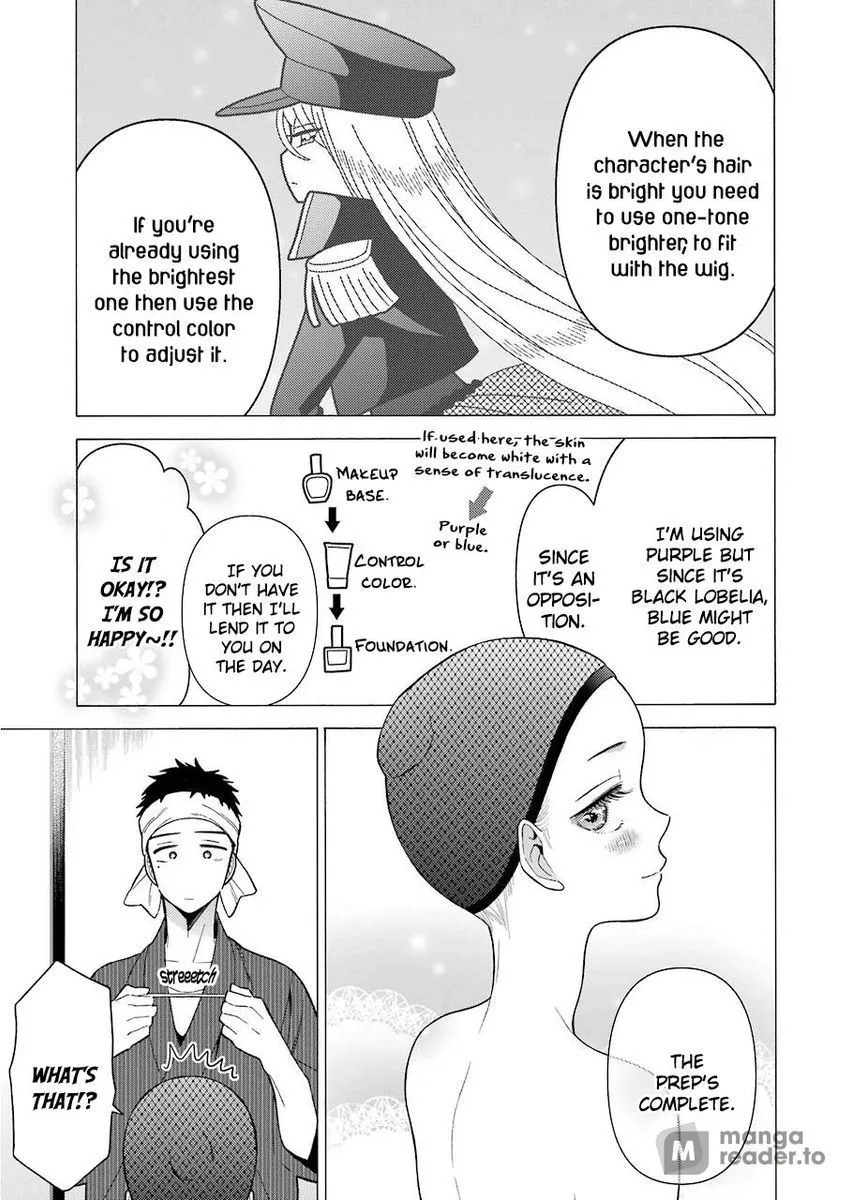 When the
character's hair
is bright you need
to use one-tone
brighter, to fit
with the wig.
If you're
already using
the brightest
one then use the
control color
to adjust it.
I'M USING
PURPLE BUT
SINCE IT'S
BLACK LOBELIA,
BLUE MIGHT
BE GOOD.
SINCE
IT'S AN
OPPOSI-
TION.
If used here, the skin
will become white with a
sense of translucence.
Purple
or blue.
MAKEUP
BASE.
CONTROL
COLOR.
FOUNDATION.
IF YOU
DON'T HAVE
IT THEN I'LL
LEND IT TO
YOU ON
THE DAY.
IS IT
OKAY!?
I'M SO
HAPPY~!!
THE
PREP'S
COMPLETE.
streeetch
WHAT'S
THAT!?
M manga
reader.to